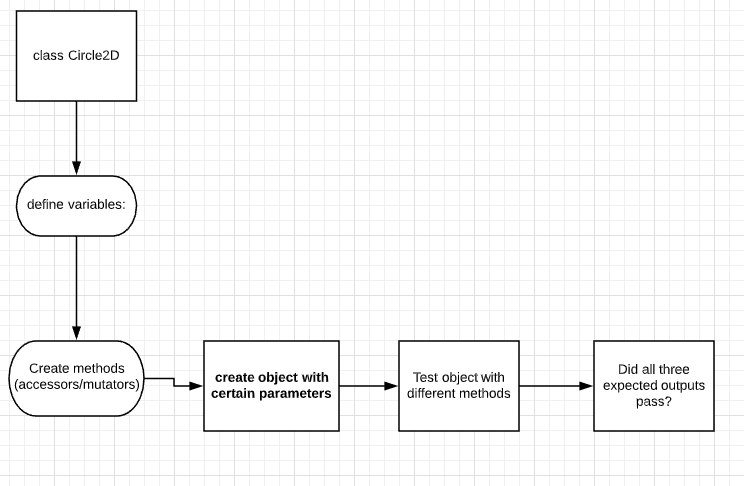 class Circle2D
define variables:
Create methods
(accessors/mutators)
create object with
certain parameters
Test object with
different methods
Did all three
expected outputs
pass?